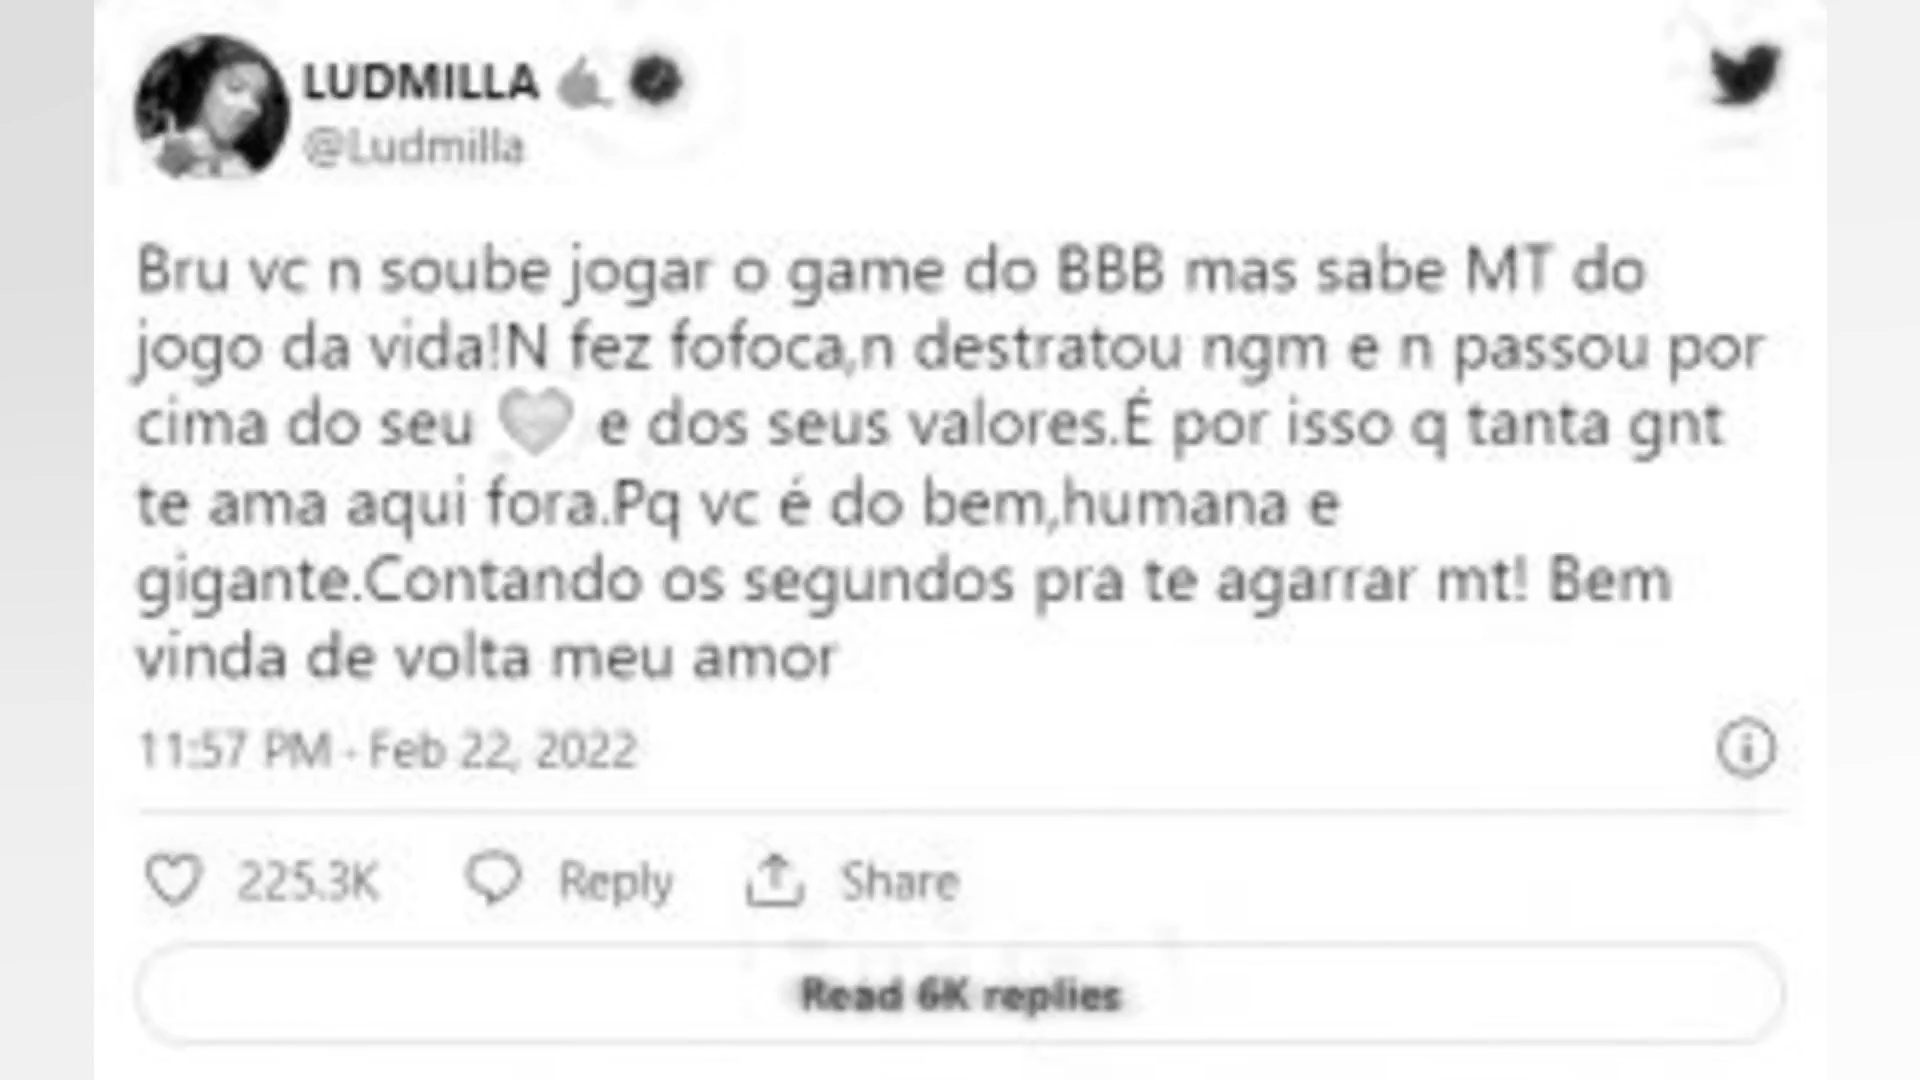 LUDMILLA
@Ludmilla
Bru vc n soube jogar o game do BBB mas sabe MT do
jogo da vida!N fez fofoca,n destratou ngm e n passou por
cima do seu 🤍 e dos seus valores.É por isso q tanta gnt
te ama aqui fora.Pq vc é do bem,humana e
gigante.Contando os segundos pra te agarrar mt! Bem
vinda de volta meu amor
11:57 PM · Feb 22, 2022
225.3K Reply Share
Read 6K replies